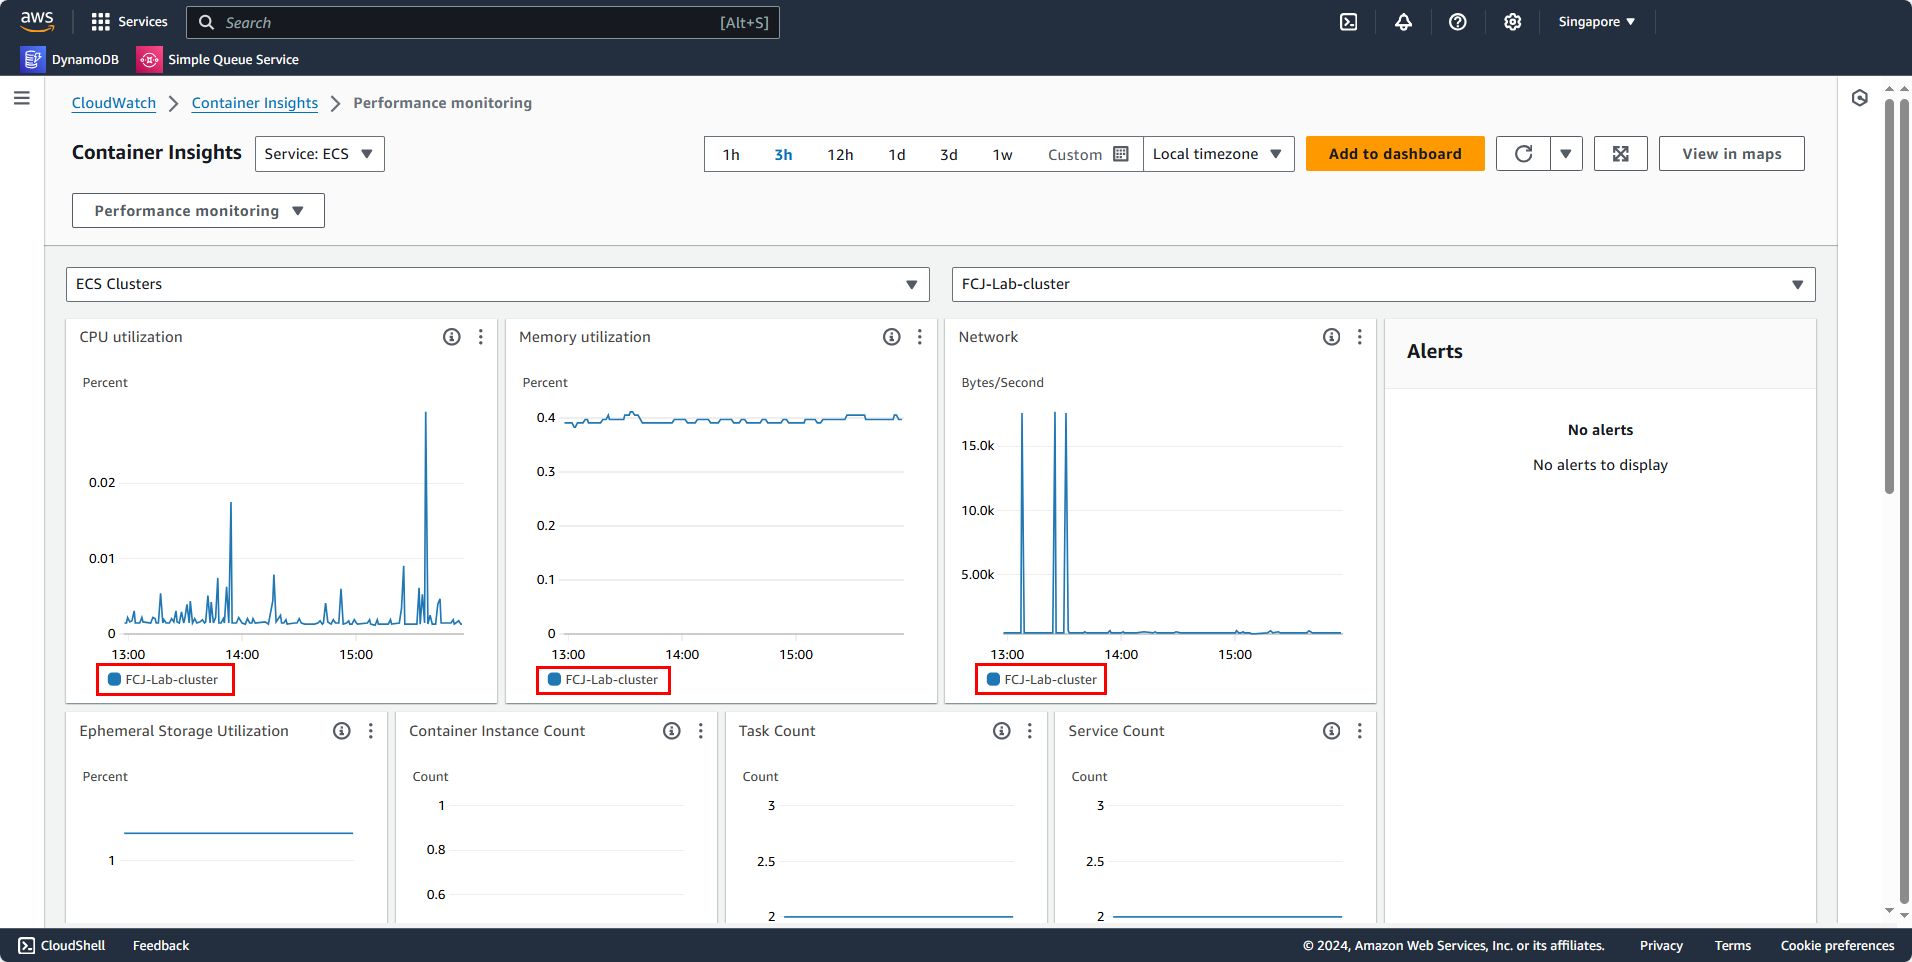 aws
Services
Search
[Alt+S]
Singapore
DynamoDB
Simple Queue Service
CloudWatch
Container Insights
Performance monitoring
Container Insights
Service: ECS
1h
3h
12h
1d
3d
1w
Custom
Local timezone
Add to dashboard
View in maps
Performance monitoring
ECS Clusters
FCJ-Lab-cluster
CPU utilization
Percent
0.02
0.01
0
13:00
14:00
15:00
FCJ-Lab-cluster
Memory utilization
Percent
0.4
0.3
0.2
0.1
0
13:00
14:00
15:00
FCJ-Lab-cluster
Network
Bytes/Second
15.0k
10.0k
5.00k
13:00
14:00
15:00
FCJ-Lab-cluster
Alerts
No alerts
No alerts to display
Ephemeral Storage Utilization
Percent
1
Container Instance Count
Count
1
0.8
0.6
Task Count
Count
3
2.5
2
Service Count
Count
3
2.5
2
CloudShell
Feedback
© 2024, Amazon Web Services, Inc. or its affiliates.
Privacy
Terms
Cookie preferences